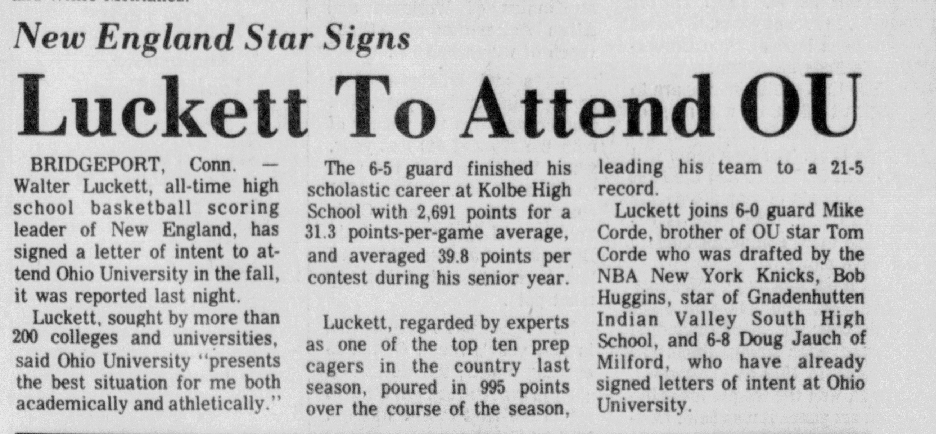 New England Star Signs
Luckett To Attend OU
BRIDGEPORT, Conn. —
Walter Luckett, all-time high
school basketball scoring
leader of New England, has
signed a letter of intent to at-
tend Ohio University in the fall,
it was reported last night.
Luckett, sought by more than
200 colleges and universities,
said Ohio University "presents
the best situation for me both
academically and athletically."
The 6-5 guard finished his
scholastic career at Kolbe High
School with 2,691 points for a
31.3 points-per-game average,
and averaged 39.8 points per
contest during his senior year.
Luckett, regarded by experts
as one of the top ten prep
cagers in the country last
season, poured in 995 points
over the course of the season,
leading his team to a 21-5
record.
Luckett joins 6-0 guard Mike
Corde, brother of OU star Tom
Corde who was drafted by the
NBA New York Knicks, Bob
Huggins, star of Gnadenhutten
Indian Valley South High
School, and 6-8 Doug Jauch of
Milford, who have already
signed letters of intent at Ohio
University.